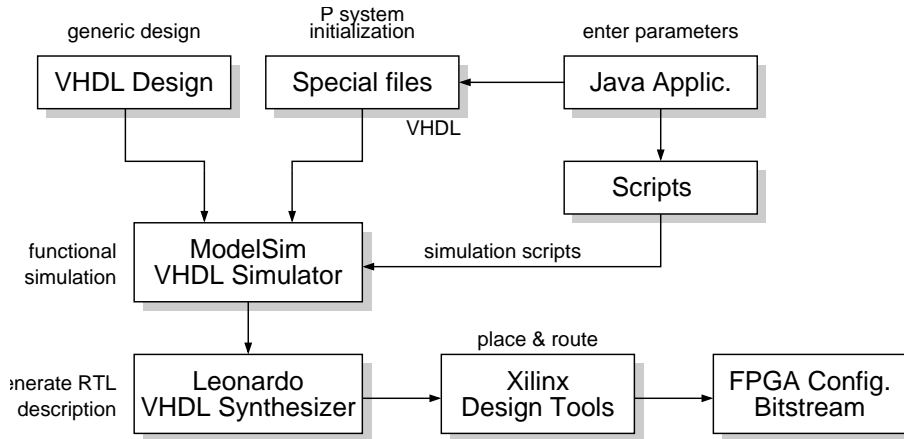 generic design
P system
initialization
enter parameters
VHDL Design
Special files
Java Applic.
VHDL
Scripts
functional
simulation
ModelSim
VHDL Simulator
simulation scripts
place & route
enerate RTL
description
Leonardo
VHDL Synthesizer
Xilinx
Design Tools
FPGA Config.
Bitstream